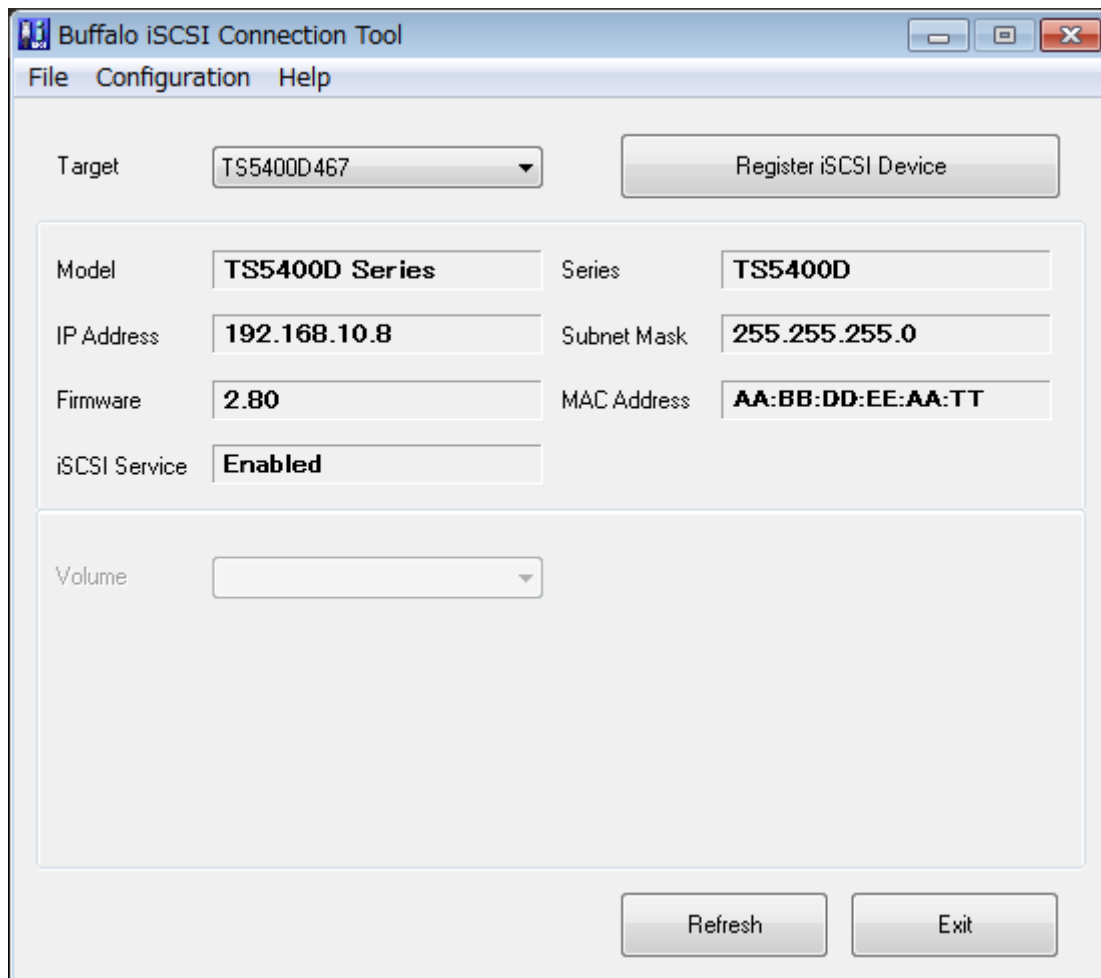 Buffalo iSCSI Connection Tool
File Configuration Help
Target TS5400D467 Register iSCSI Device
Model TS5400D Series Series TS5400D
IP Address 192.168.10.8 Subnet Mask 255.255.255.0
Firmware 2.80 MAC Address AA:BB:DD:EE:AA:TT
iSCSI Service Enabled
Volume
Refresh Exit